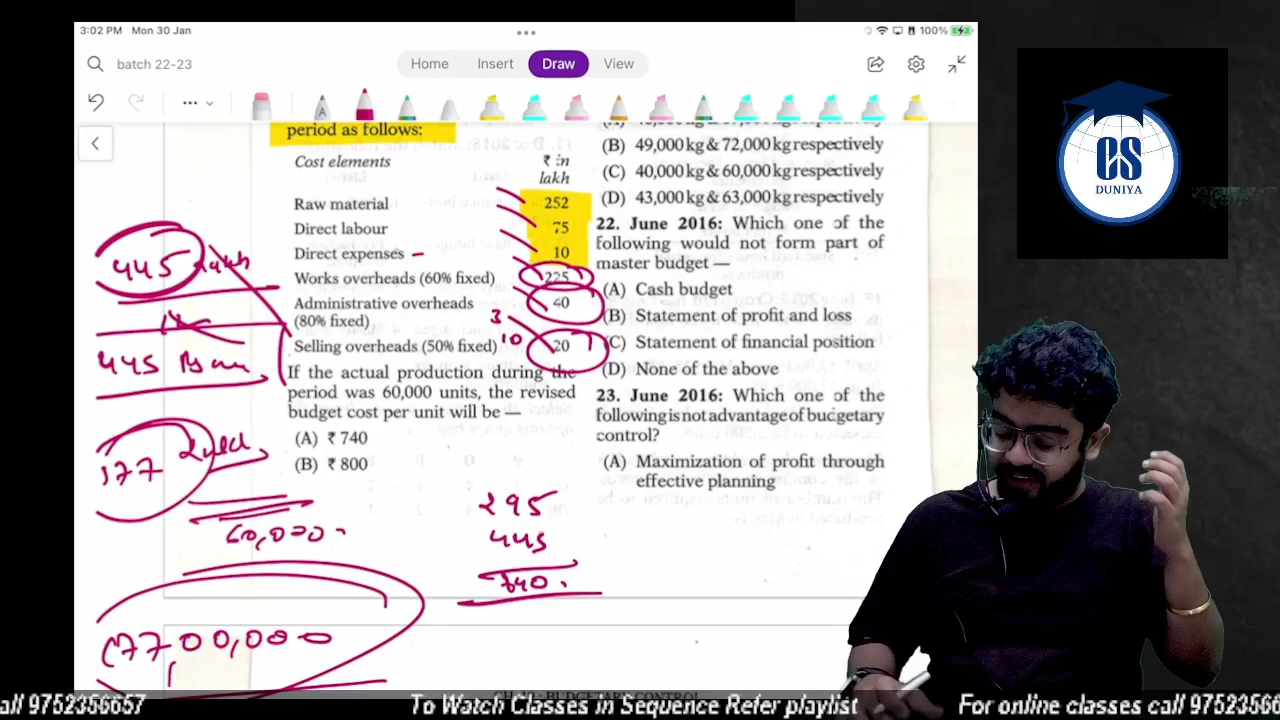 3:02 PM Mon 30 Jan
100%
batch 22-23
Home Insert Draw View
period as follows:
Cost elements ₹ in
lakh
Raw material 252
Direct labour 75
Direct expenses 10
Works overheads (60% fixed) 225
Administrative overheads 40
(80% fixed)
Selling overheads (50% fixed) 20
If the actual production during the
period was 60,000 units, the revised
budget cost per unit will be —
(A) ₹ 740
(B) ₹ 800
(B) 49,000 kg & 72,000 kg respectively
(C) 40,000 kg & 60,000 kg respectively
(D) 43,000 kg & 63,000 kg respectively
22. June 2016: Which one of the
following would not form part of
master budget —
(A) Cash budget
(B) Statement of profit and loss
(C) Statement of financial position
(D) None of the above
23. June 2016: Which one of the
following is not advantage of budgetary
control?
(A) Maximization of profit through
effective planning
445 lakh
445
177
60,000
177,00,000
3
10
295
445
740
CS
DUNIYA
all 9752356657 To Watch Classes in Sequence Refer playlist For online classes call 97523566